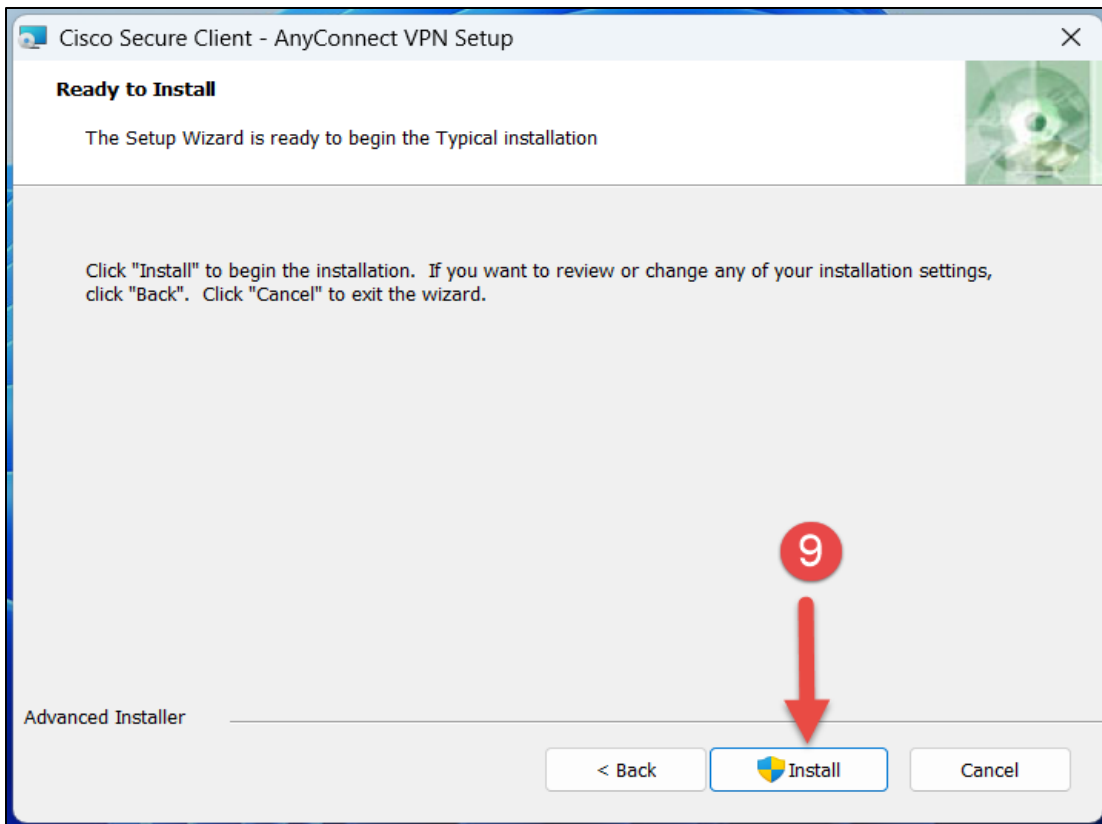 Cisco Secure Client - AnyConnect VPN Setup
Ready to Install
The Setup Wizard is ready to begin the Typical installation
Click "Install" to begin the installation.  If you want to review or change any of your installation settings,
click "Back".  Click "Cancel" to exit the wizard.
9
Advanced Installer
< Back
Install
Cancel